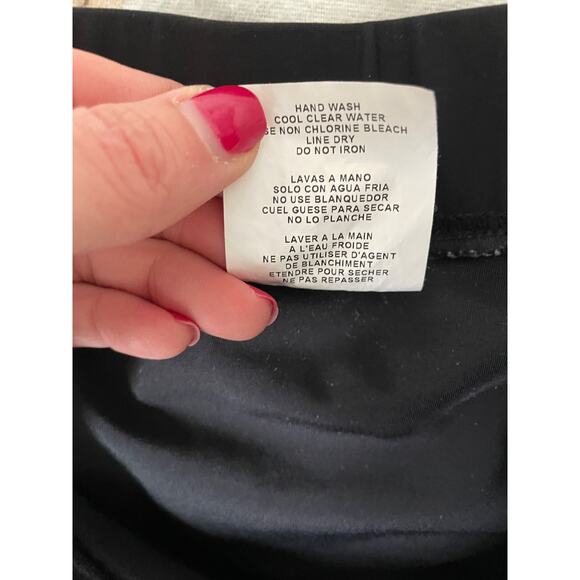 HAND WASH
COOL CLEAR WATER
NON CHLORINE BLEACH
LINE DRY
DO NOT IRON
LAVAS A MANO
SOLO CON AGUA FRIA
NO USE BLANQUEDOR
CUEL GUESE PARA SECAR
NO LO PLANCHE
LAVER A LA MAIN
A L'EAU FROIDE
NE PAS UTILISER D'AGENT
DE BLANCHIMENT
ETENDRE POUR SECHER
NE PAS REPASSER